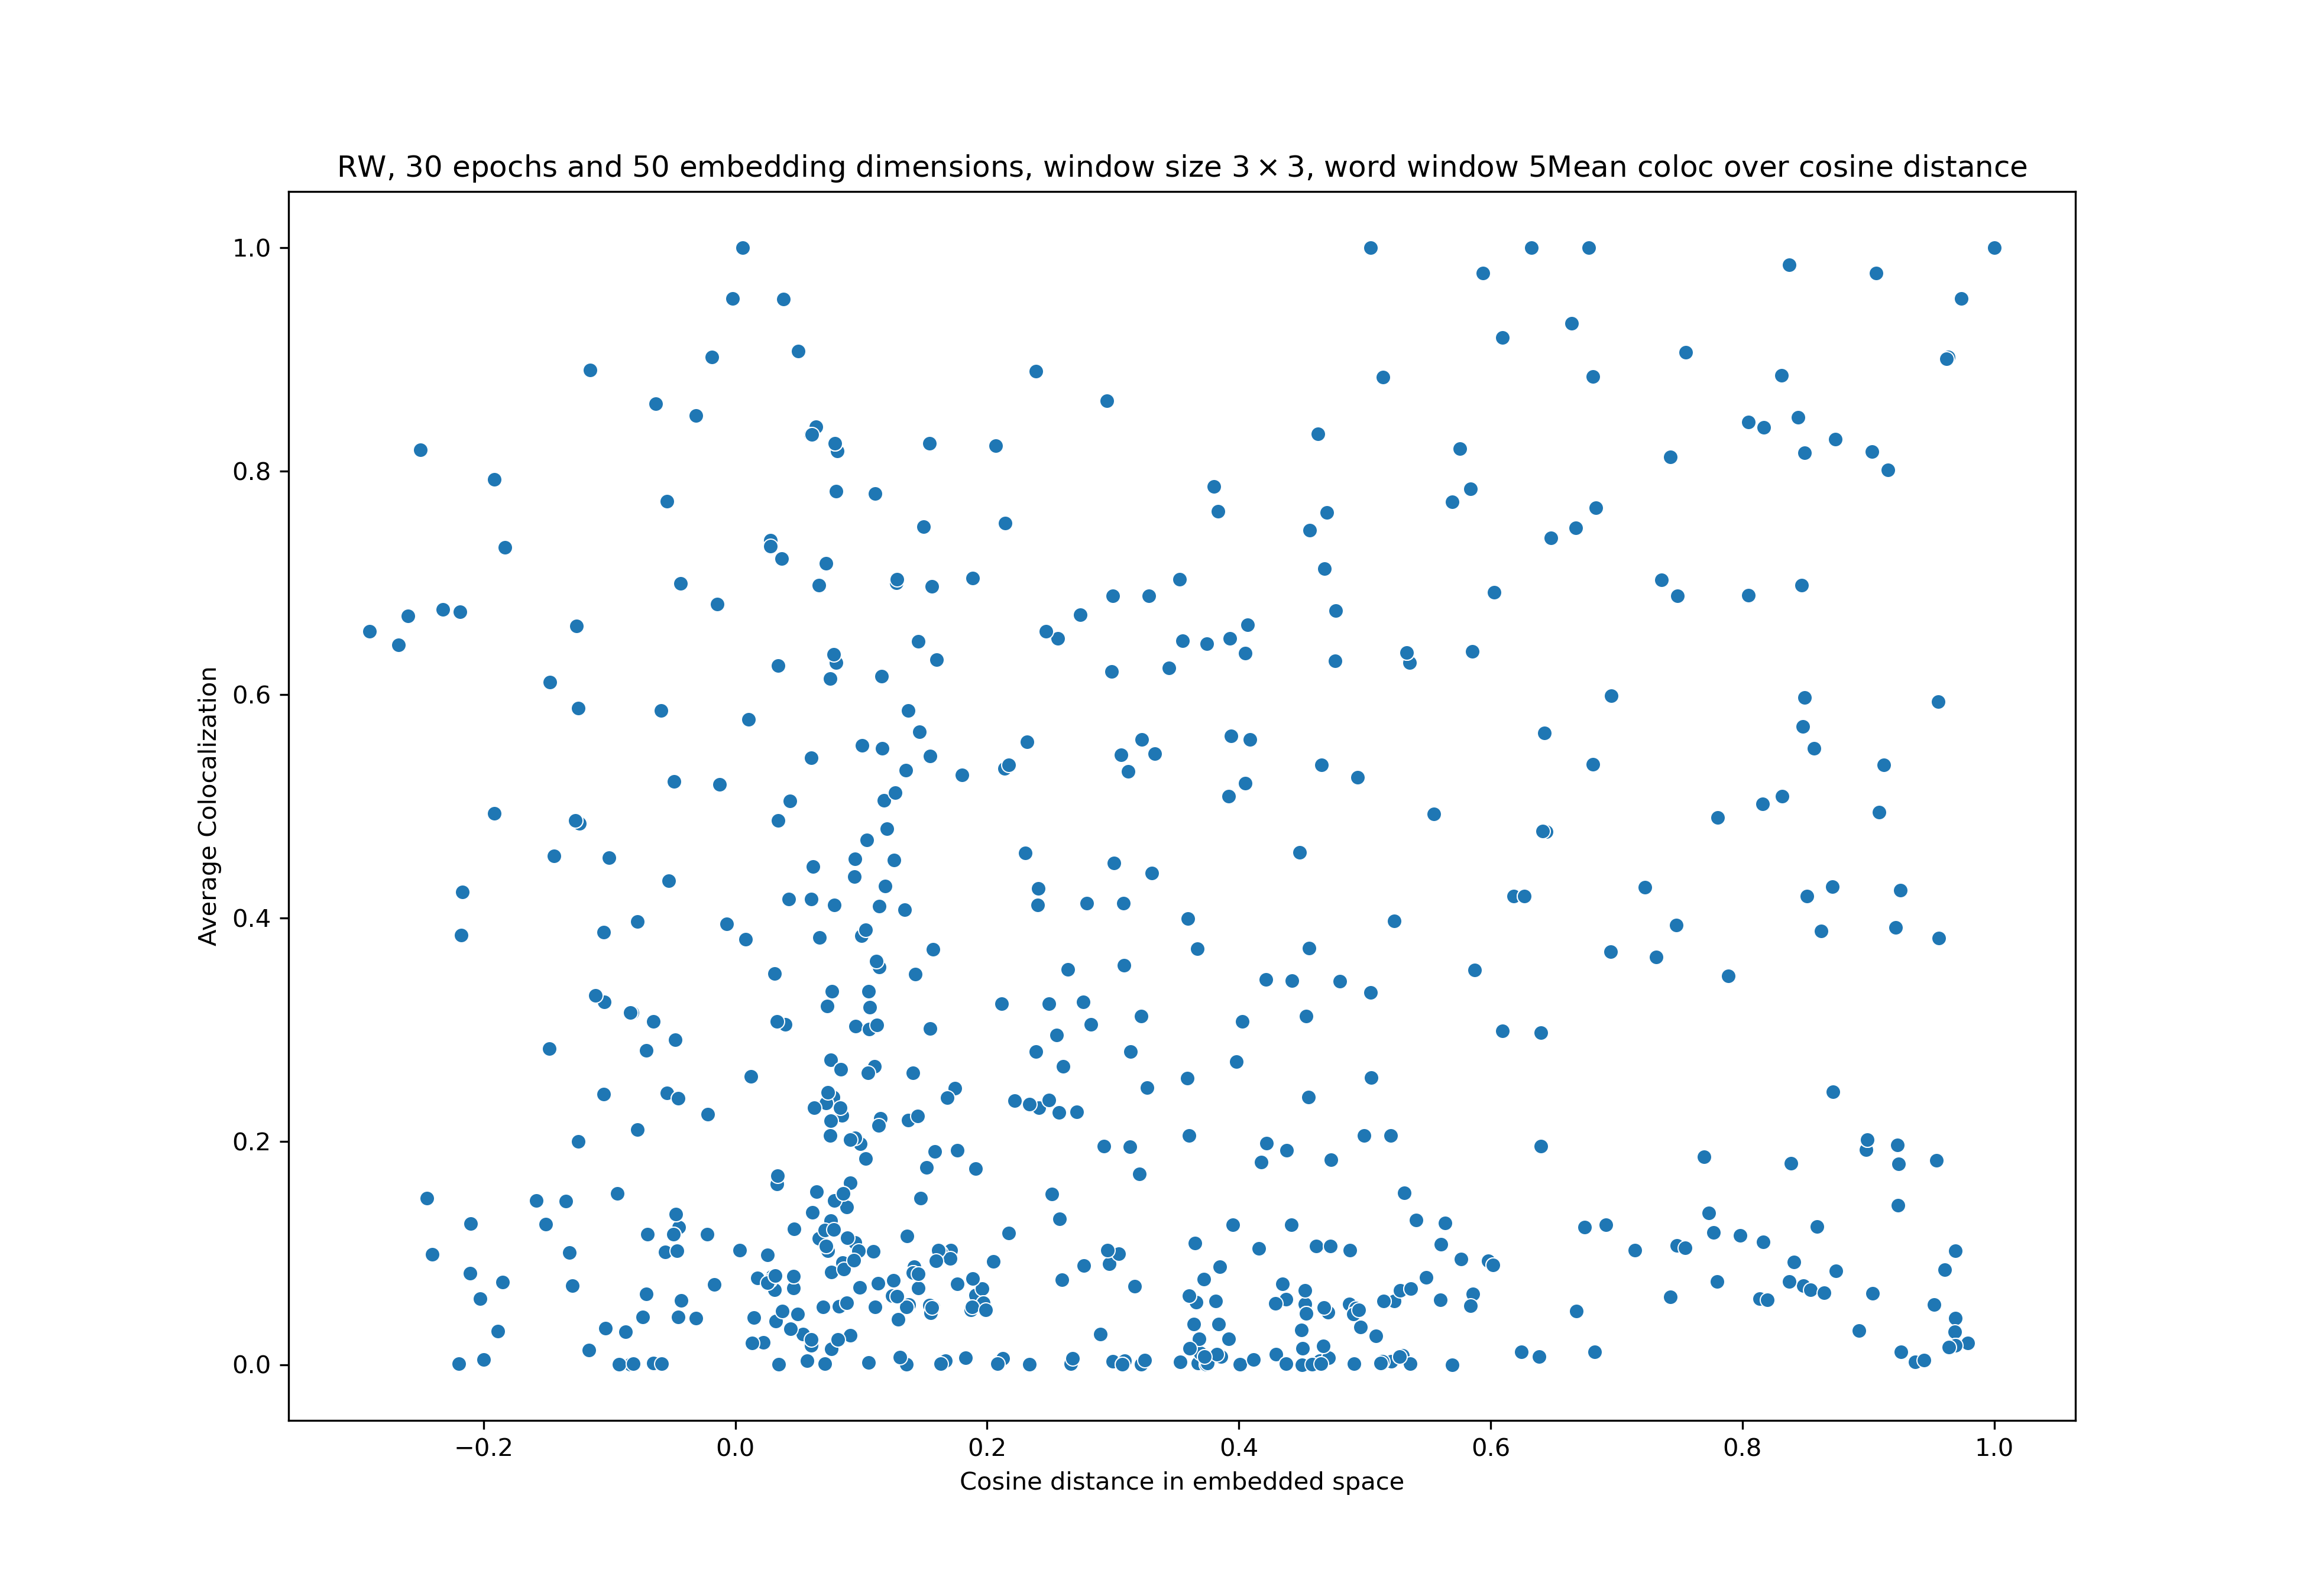 RW, 30 epochs and 50 embedding dimensions, window size 3 × 3, word window 5Mean coloc over cosine distance
1.0
0.8
0.6
0.4
0.2
0.0
Average Colocalization
−0.2 0.0 0.2 0.4 0.6 0.8 1.0
Cosine distance in embedded space